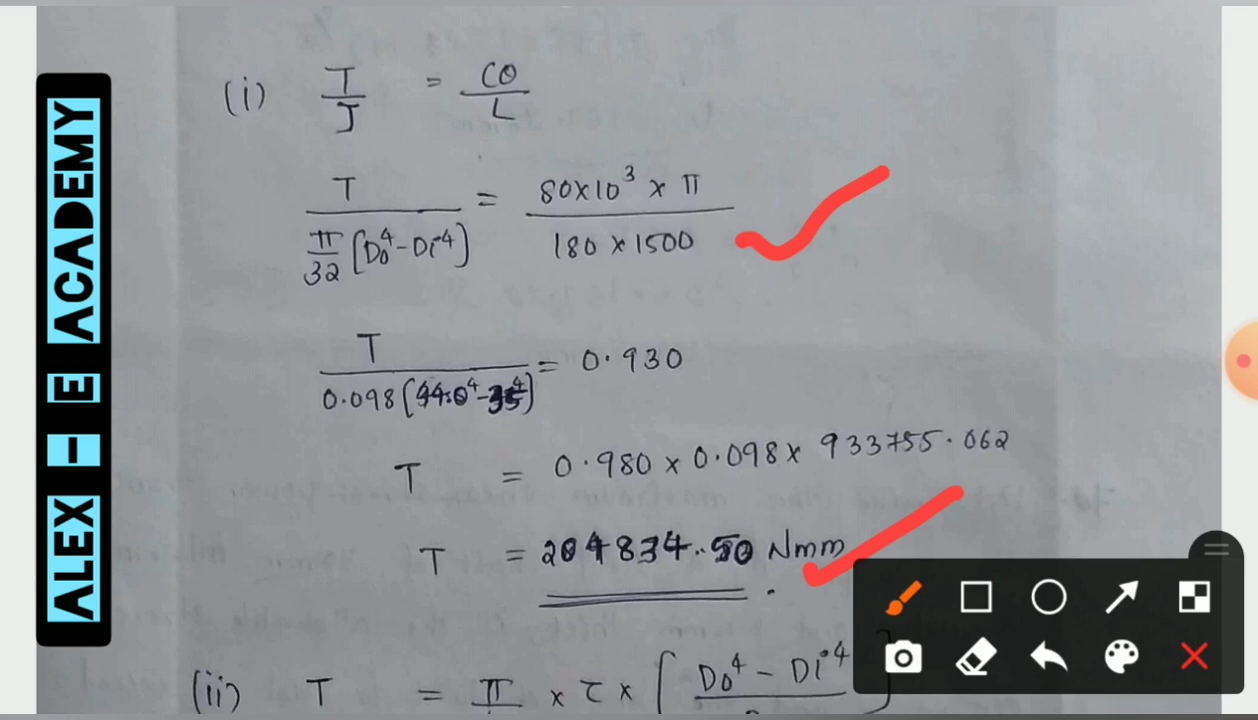 ALEX - E ACADEMY
(i) T/J = Cθ/L
T / π/32 [Do⁴-Di⁴] = 80×10³ × π / 180 × 1500
T / 0.098 [44.0⁴-35⁴] = 0.930
T = 0.980 × 0.098 × 933755.062
T = 204834.50 Nmm.
(ii) T = π × τ × [ Do⁴ - Di⁴ ]